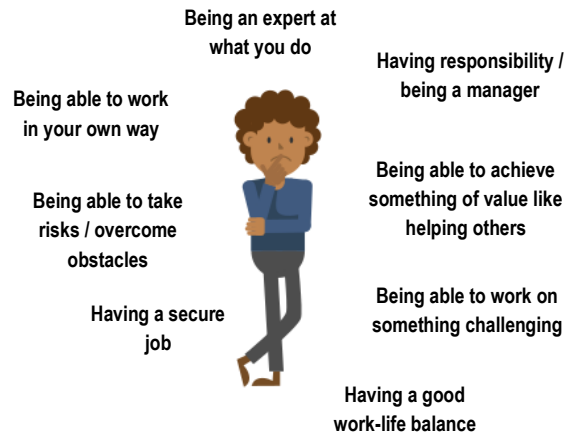 Being an expert at
what you do
Having responsibility /
being a manager
Being able to work
in your own way
Being able to achieve
something of value like
helping others
Being able to take
risks / overcome
obstacles
Being able to work on
something challenging
Having a secure
job
Having a good
work-life balance